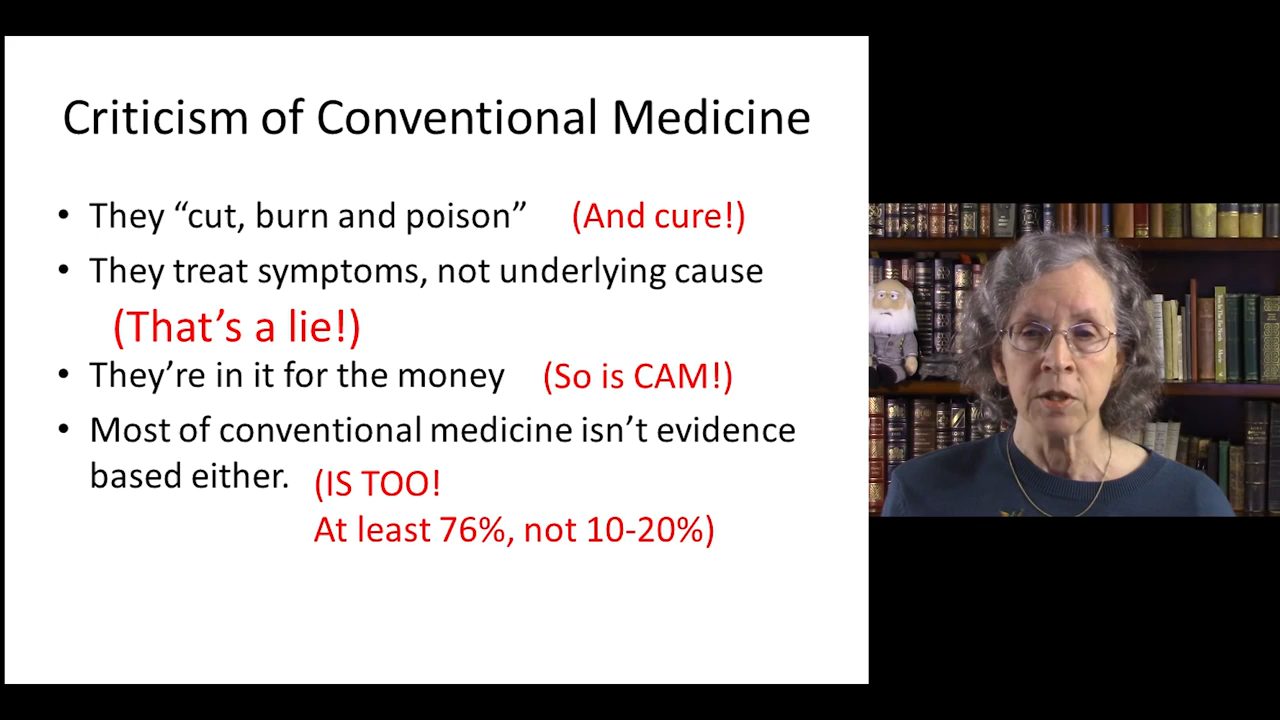 Criticism of Conventional Medicine
• They “cut, burn and poison” (And cure!)
• They treat symptoms, not underlying cause
(That’s a lie!)
• They’re in it for the money (So is CAM!)
• Most of conventional medicine isn’t evidence
based either. (IS TOO!
At least 76%, not 10-20%)